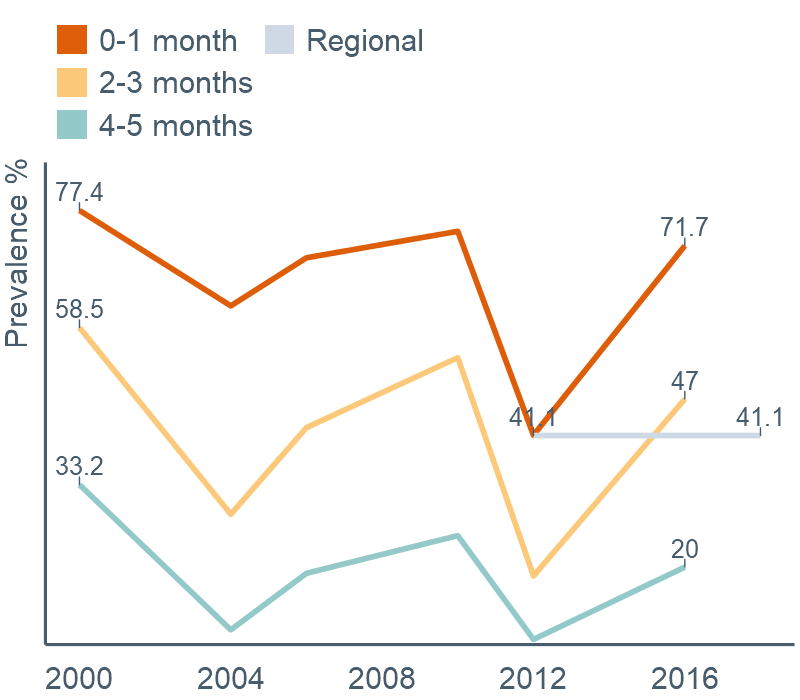 0-1 month
Regional
2-3 months
4-5 months
Prevalence %
77.4
58.5
33.2
71.7
47
41.1
41.1
20
2000 2004 2008 2012 2016